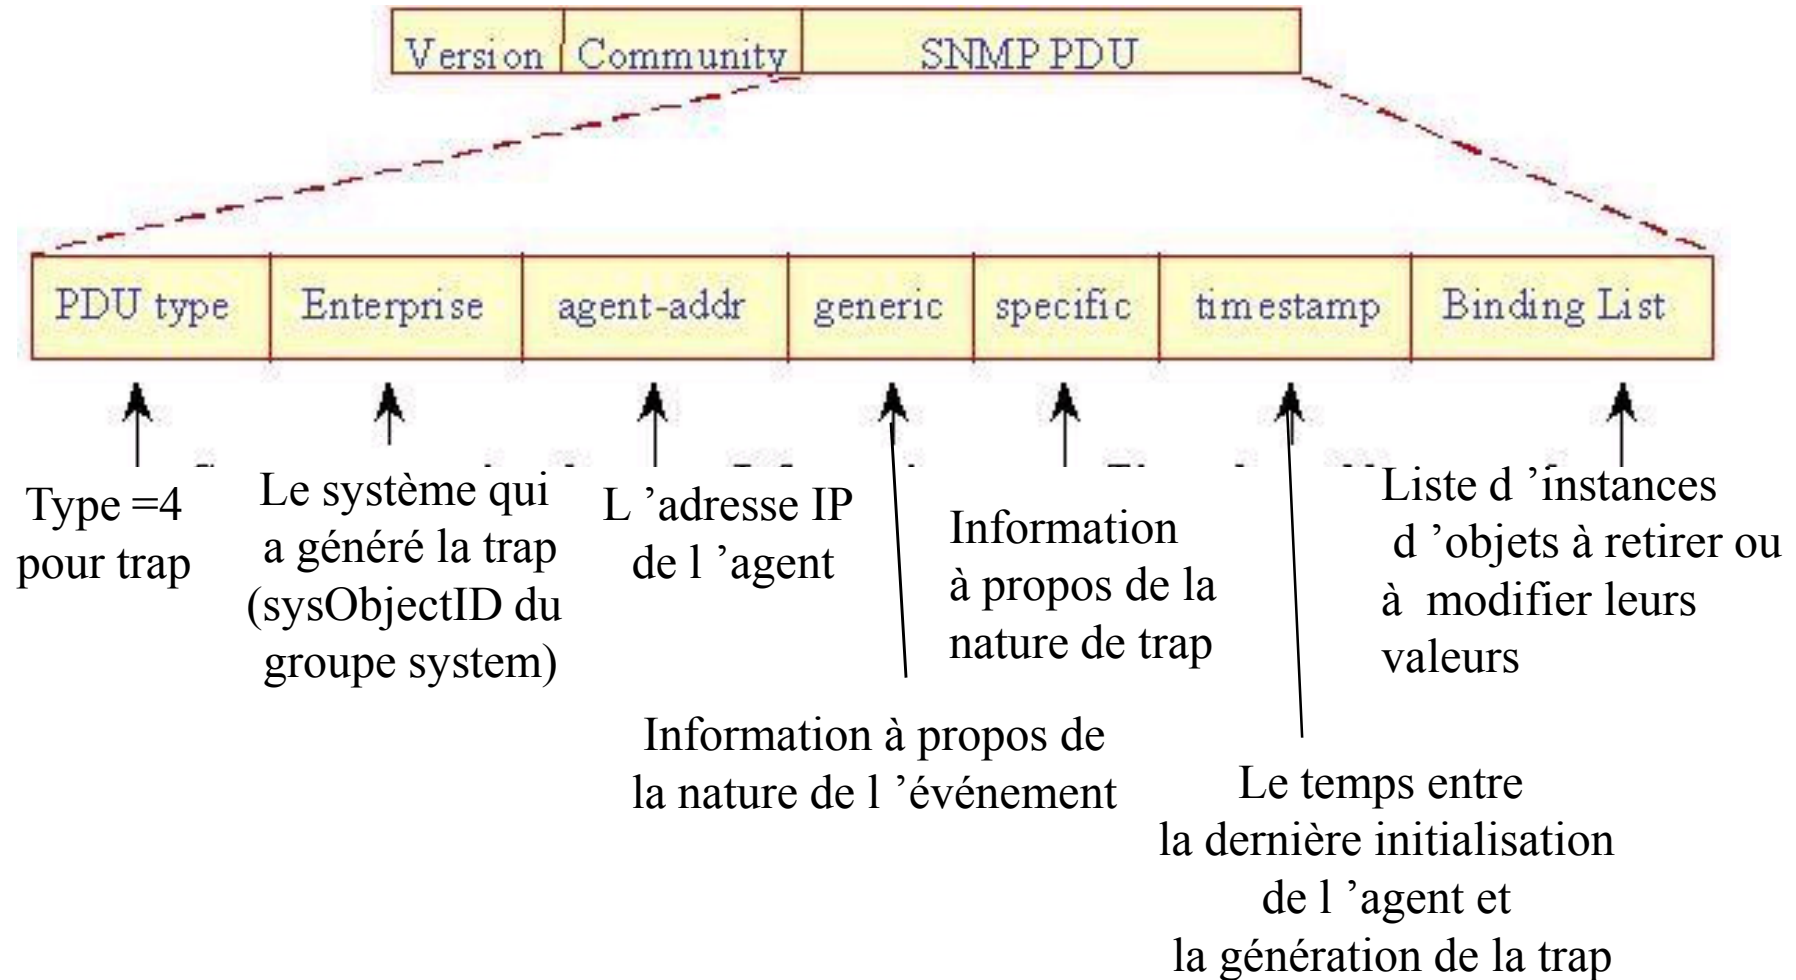 Version Community SNMP PDU
PDU type Enterprise agent-addr generic specific timestamp Binding List
Type =4
pour trap
Le système qui
a généré la trap
(sysObjectID du
groupe system)
L ’adresse IP
de l ’agent
Information à propos de
la nature de l ’événement
Information
à propos de la
nature de trap
Le temps entre
la dernière initialisation
de l ’agent et
la génération de la trap
Liste d ’instances
d ’objets à retirer ou
à modifier leurs
valeurs